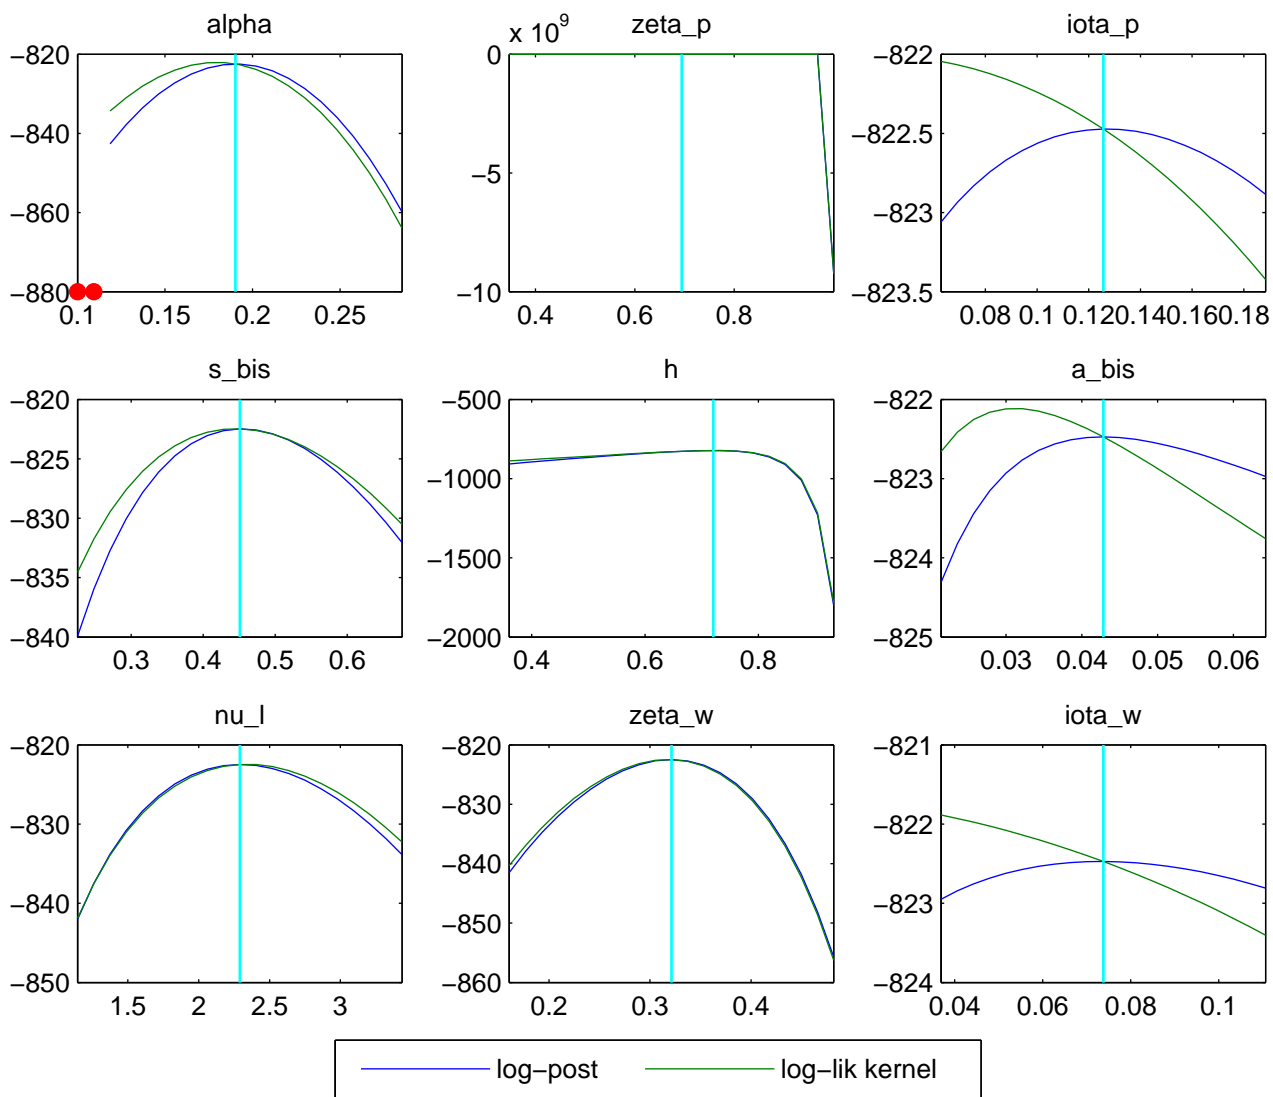 alpha
−820
−840
−860
−880
0.1 0.15 0.2 0.25
x 10^9
zeta_p
0
−5
−10
0.4 0.6 0.8
iota_p
−822
−822.5
−823
−823.5
0.08 0.1 0.12 0.14 0.16 0.18
s_bis
−820
−825
−830
−835
−840
0.3 0.4 0.5 0.6
h
−500
−1000
−1500
−2000
0.4 0.6 0.8
a_bis
−822
−823
−824
−825
0.03 0.04 0.05 0.06
nu_l
−820
−830
−840
−850
1.5 2 2.5 3
zeta_w
−820
−830
−840
−850
−860
0.2 0.3 0.4
iota_w
−821
−822
−823
−824
0.04 0.06 0.08 0.1
log−post log−lik kernel